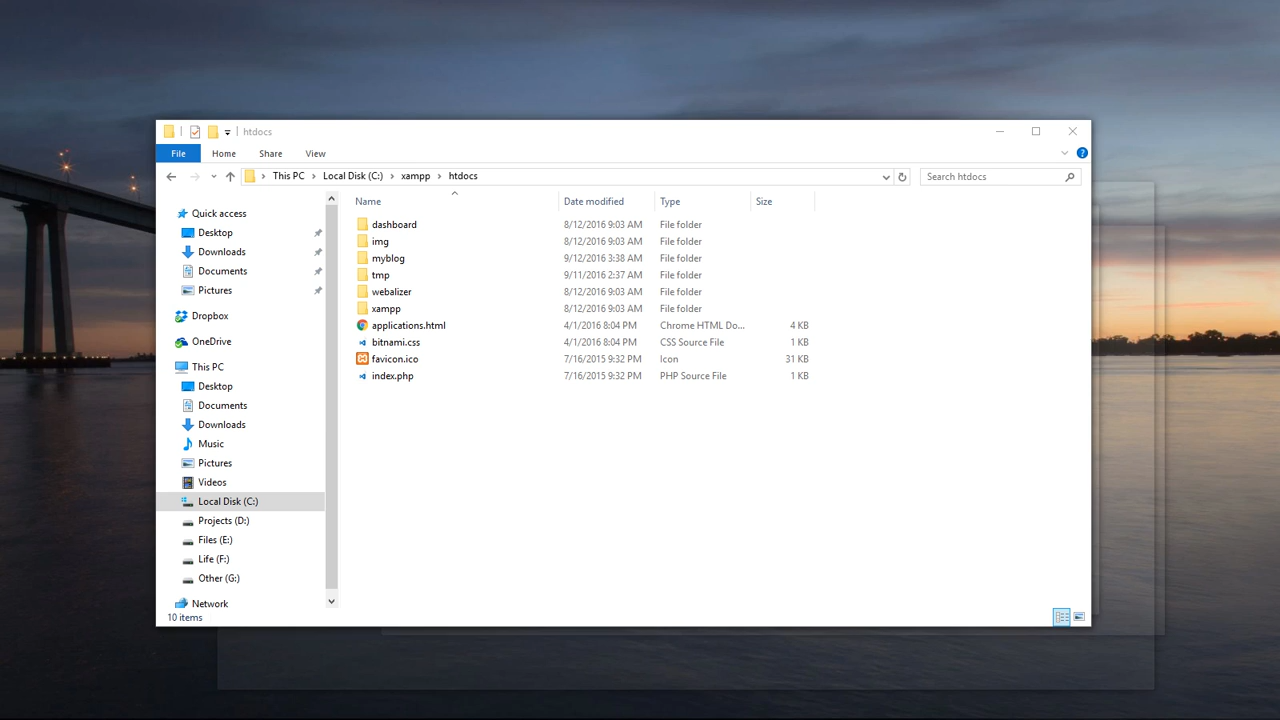 htdocs
File Home Share View
This PC Local Disk (C:) xampp htdocs Search htdocs
Name Date modified Type Size
Quick access
Desktop
Downloads
Documents
Pictures
Dropbox
OneDrive
This PC
Desktop
Documents
Downloads
Music
Pictures
Videos
Local Disk (C:)
Projects (D:)
Files (E:)
Life (F:)
Other (G:)
Network
dashboard 8/12/2016 9:03 AM File folder
img 8/12/2016 9:03 AM File folder
myblog 9/12/2016 3:38 AM File folder
tmp 9/11/2016 2:37 AM File folder
webalizer 8/12/2016 9:03 AM File folder
xampp 8/12/2016 9:03 AM File folder
applications.html 4/1/2016 8:04 PM Chrome HTML Do... 4 KB
bitnami.css 4/1/2016 8:04 PM CSS Source File 1 KB
favicon.ico 7/16/2015 9:32 PM Icon 31 KB
index.php 7/16/2015 9:32 PM PHP Source File 1 KB
10 items